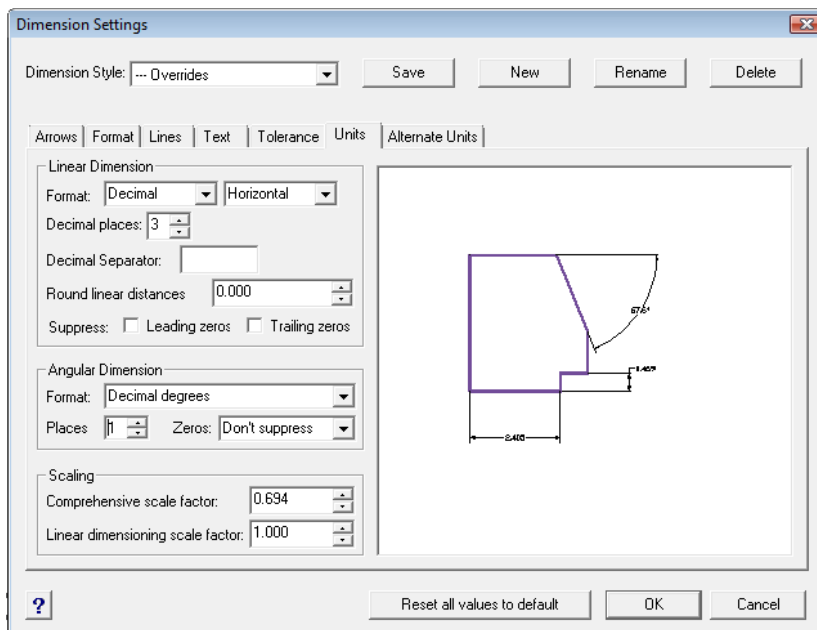 Dimension Settings
Dimension Style: --- Overrides Save New Rename Delete
Arrows Format Lines Text Tolerance Units Alternate Units
Linear Dimension
Format: Decimal Horizontal
Decimal places: 3
Decimal Separator:
Round linear distances 0.000
Suppress: Leading zeros Trailing zeros
Angular Dimension
Format: Decimal degrees
Places 1 Zeros: Don't suppress
Scaling
Comprehensive scale factor: 0.694
Linear dimensioning scale factor: 1.000
? Reset all values to default OK Cancel